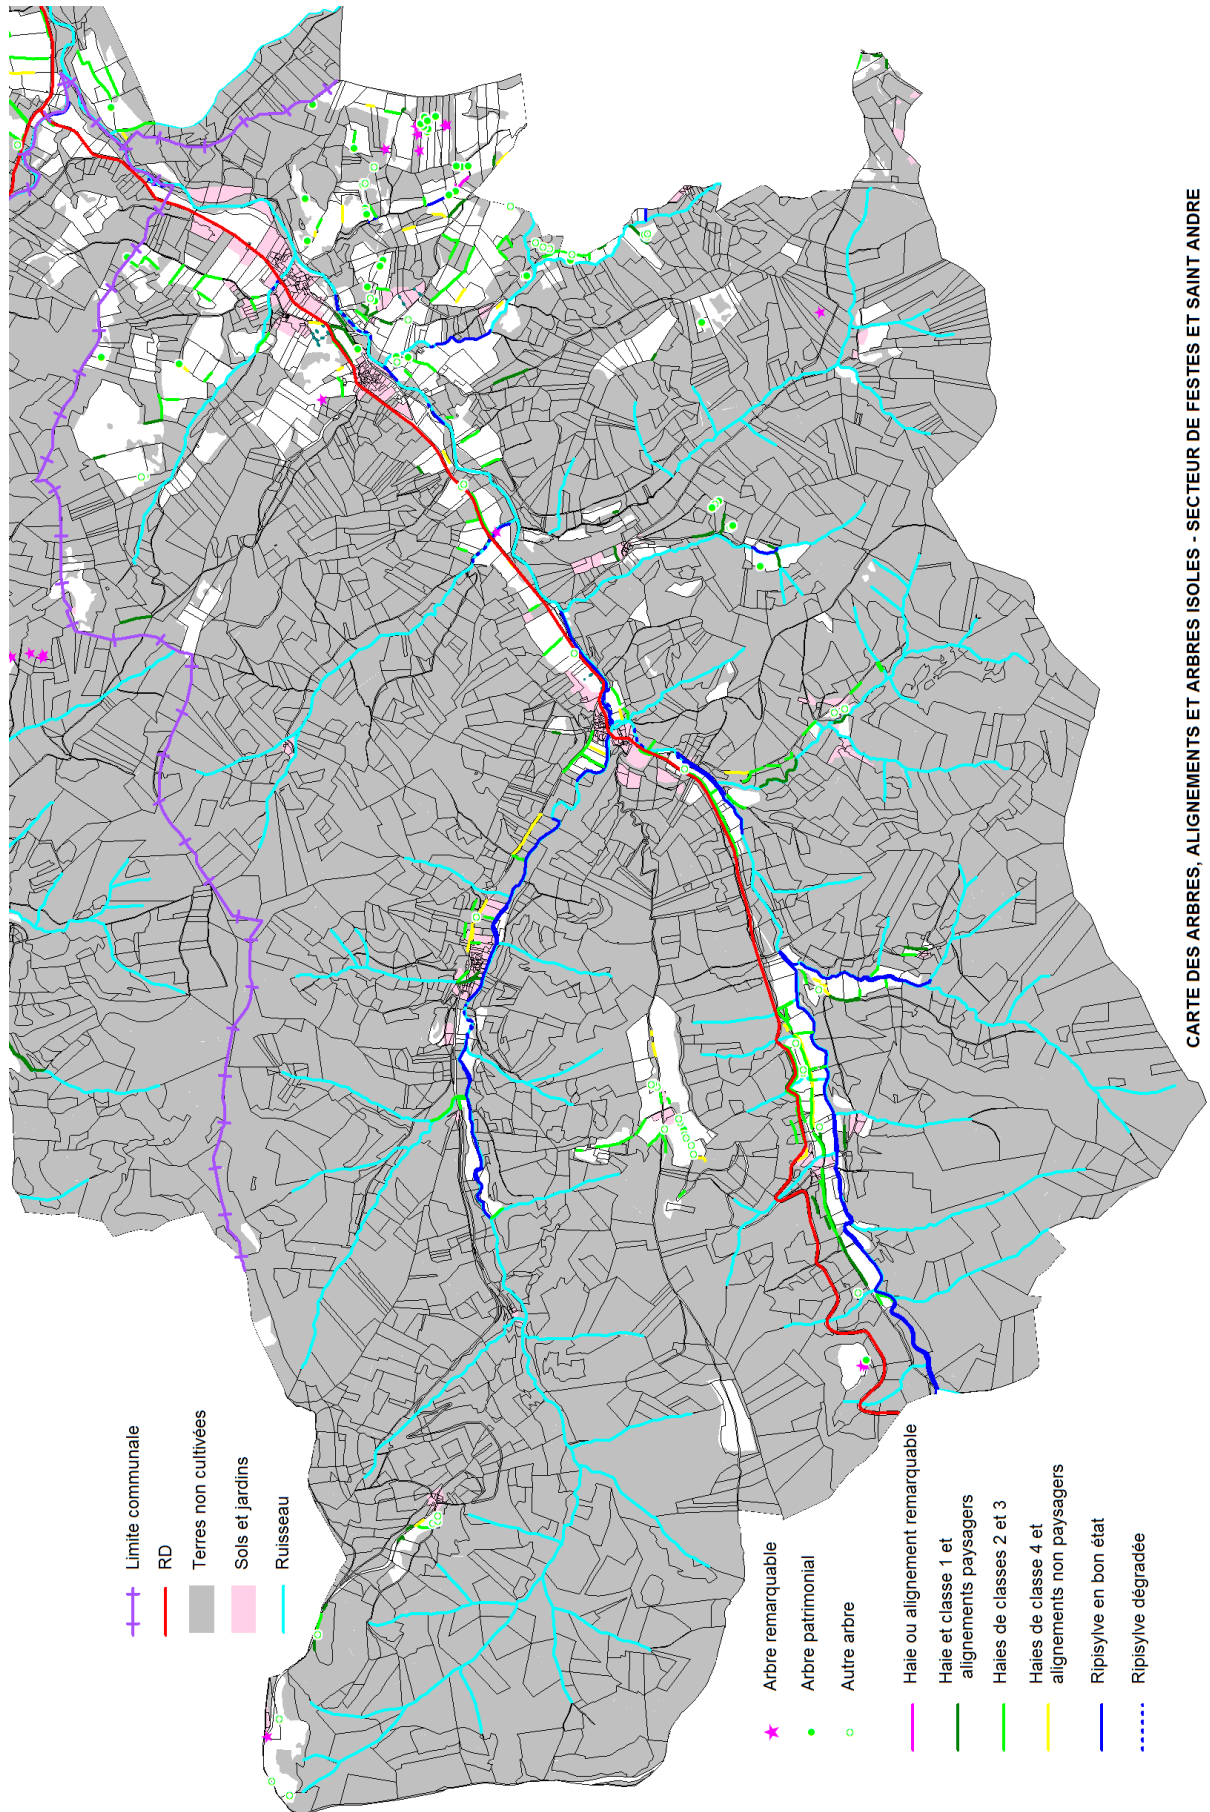 Limite communale
RD
Terres non cultivées
Sols et jardins
Ruisseau
Arbre remarquable
Arbre patrimonial
Autre arbre
Haie ou alignement remarquable
Haie et classe 1 et
alignements paysagers
Haies de classes 2 et 3
Haies de classe 4 et
alignements non paysagers
Ripisylve en bon état
Ripisylve dégradée
CARTE DES ARBRES, ALIGNEMENTS ET ARBRES ISOLES - SECTEUR DE FESTES ET SAINT ANDRE